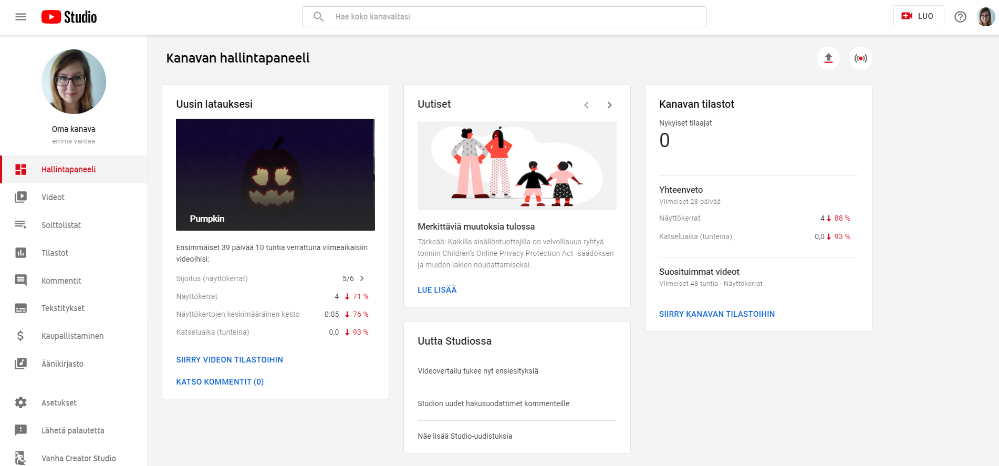 Studio
Hae koko kanavaltasi
LUO
Oma kanava
emma vantaa
Hallintapaneeli
Videot
Soittolistat
Tilastot
Kommentit
Tekstitykset
Kaupallistaminen
Äänikirjasto
Asetukset
Lähetä palautetta
Vanha Creator Studio
Kanavan hallintapaneeli
Uusin latauksesi
Pumpkin
Ensimmäiset 39 päivää 10 tuntia verrattuna viimeaikaisiin
videoihisi:
Sijoitus (näyttökerrat) 5/6
Näyttökerrat 4 71 %
Näyttökertojen keskimääräinen kesto 0:05 76 %
Katseluaika (tunteina) 0,0 93 %
SIIRRY VIDEON TILASTOIHIN
KATSO KOMMENTIT (0)
Uutiset
Merkittäviä muutoksia tulossa
Tärkeää: Kaikilla sisällöntuottajilla on velvollisuus ryhtyä
toimiin Children’s Online Privacy Protection Act -säädöksen
ja muiden lakien noudattamiseksi.
LUE LISÄÄ
Uutta Studiossa
Videovertailu tukee nyt ensiesityksiä
Studion uudet hakusuodattimet kommenteille
Näe lisää Studio-uudistuksia
Kanavan tilastot
Nykyiset tilaajat
0
Yhteenveto
Viimeiset 28 päivää
Näyttökerrat 4 88 %
Katseluaika (tunteina) 0,0 93 %
Suosituimmat videot
Viimeiset 48 tuntia · Näyttökerrat
SIIRRY KANAVAN TILASTOIHIN